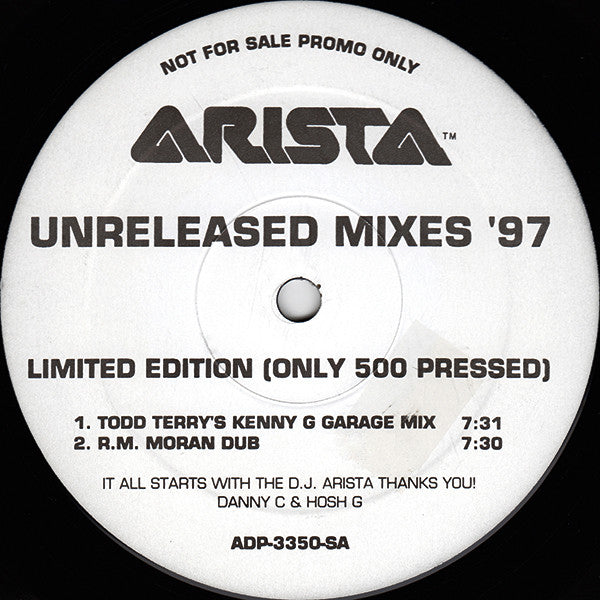 NOT FOR SALE PROMO ONLY
ARISTA™
UNRELEASED MIXES '97
LIMITED EDITION (ONLY 500 PRESSED)
1. TODD TERRY'S KENNY G GARAGE MIX 7:31
2. R.M. MORAN DUB 7:30
IT ALL STARTS WITH THE D.J. ARISTA THANKS YOU!
DANNY C & HOSH G
ADP-3350-SA